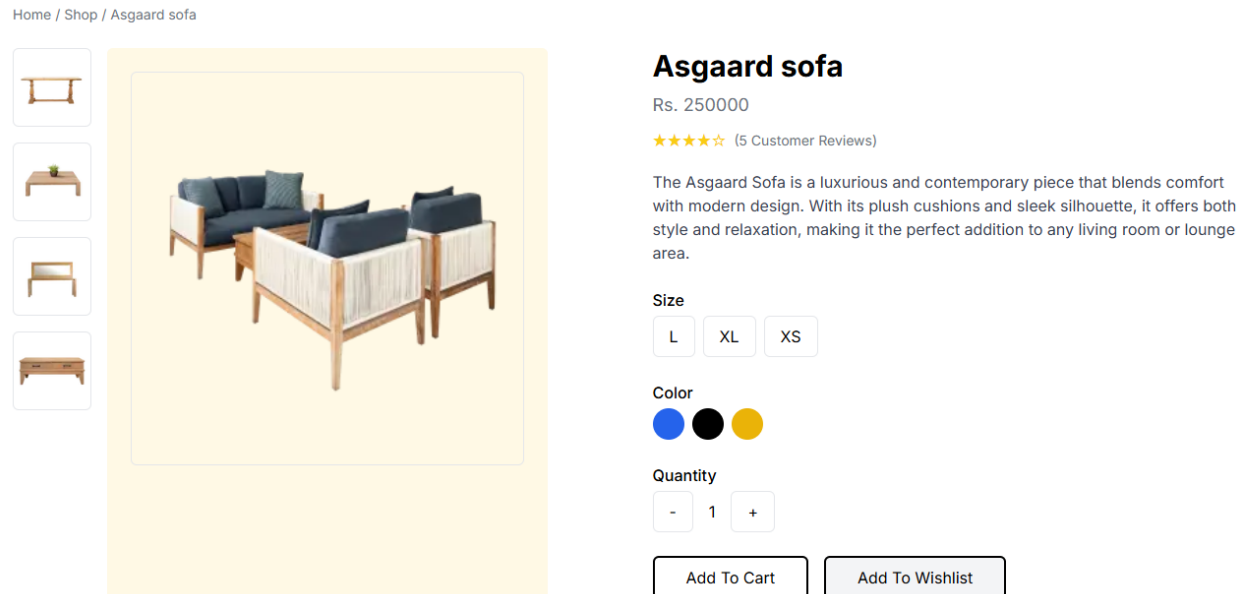 Home / Shop / Asgaard sofa
Asgaard sofa
Rs. 250000
★★★★☆ (5 Customer Reviews)
The Asgaard Sofa is a luxurious and contemporary piece that blends comfort
with modern design. With its plush cushions and sleek silhouette, it offers both
style and relaxation, making it the perfect addition to any living room or lounge
area.
Size
L XL XS
Color
Quantity
- 1 +
Add To Cart Add To Wishlist